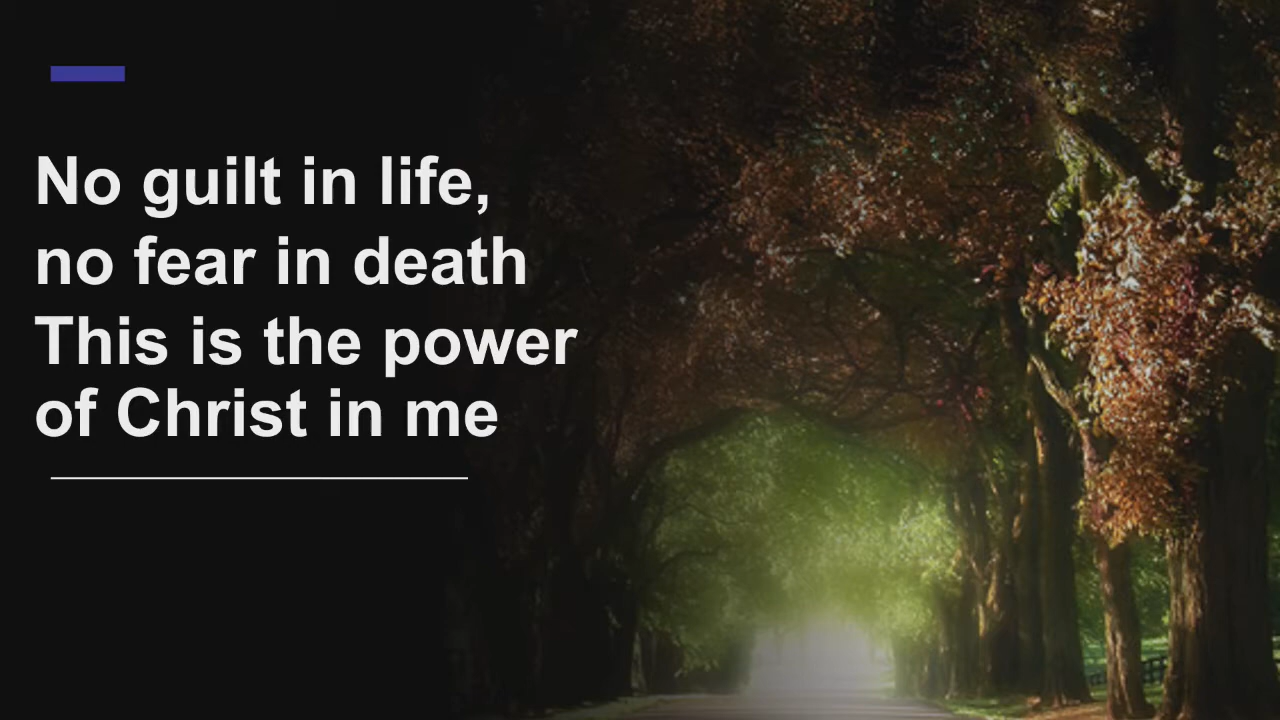 No guilt in life,
no fear in death
This is the power
of Christ in me